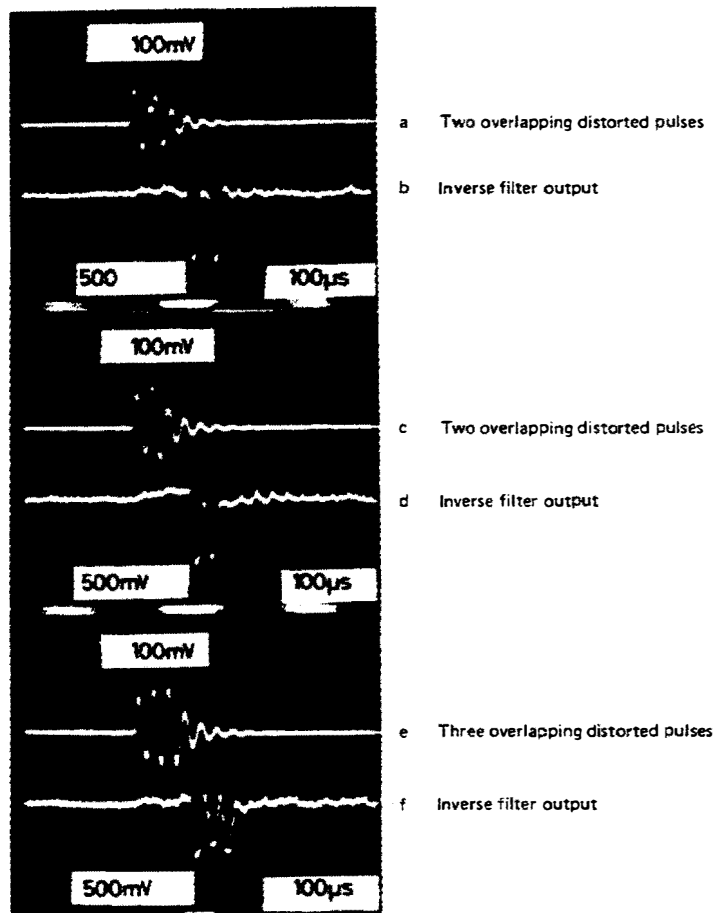 100mV
a Two overlapping distorted pulses
b Inverse filter output
500 100µs
100mV
c Two overlapping distorted pulses
d Inverse filter output
500mV 100µs
100mV
e Three overlapping distorted pulses
f Inverse filter output
500mV 100µs